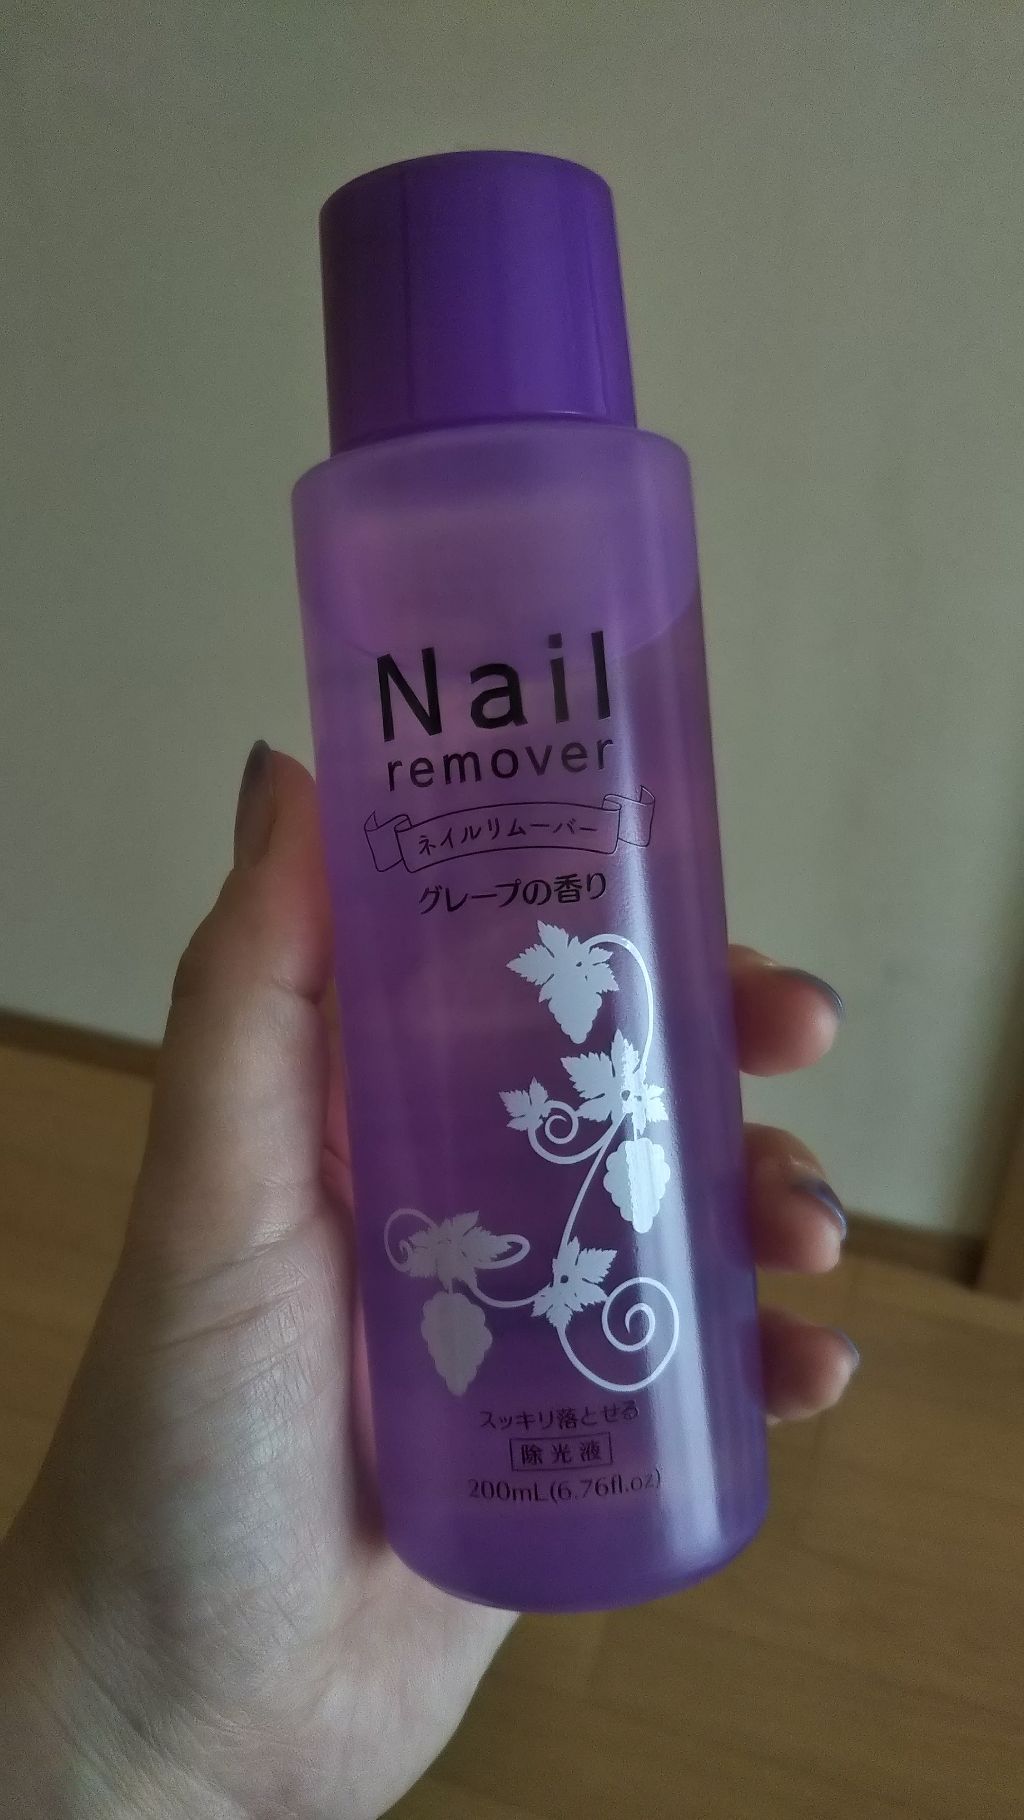 Nail
remover
ネイルリムーバー
グレープの香り
スッキリ落とせる
除光液
200mL(6.76fl.oz)